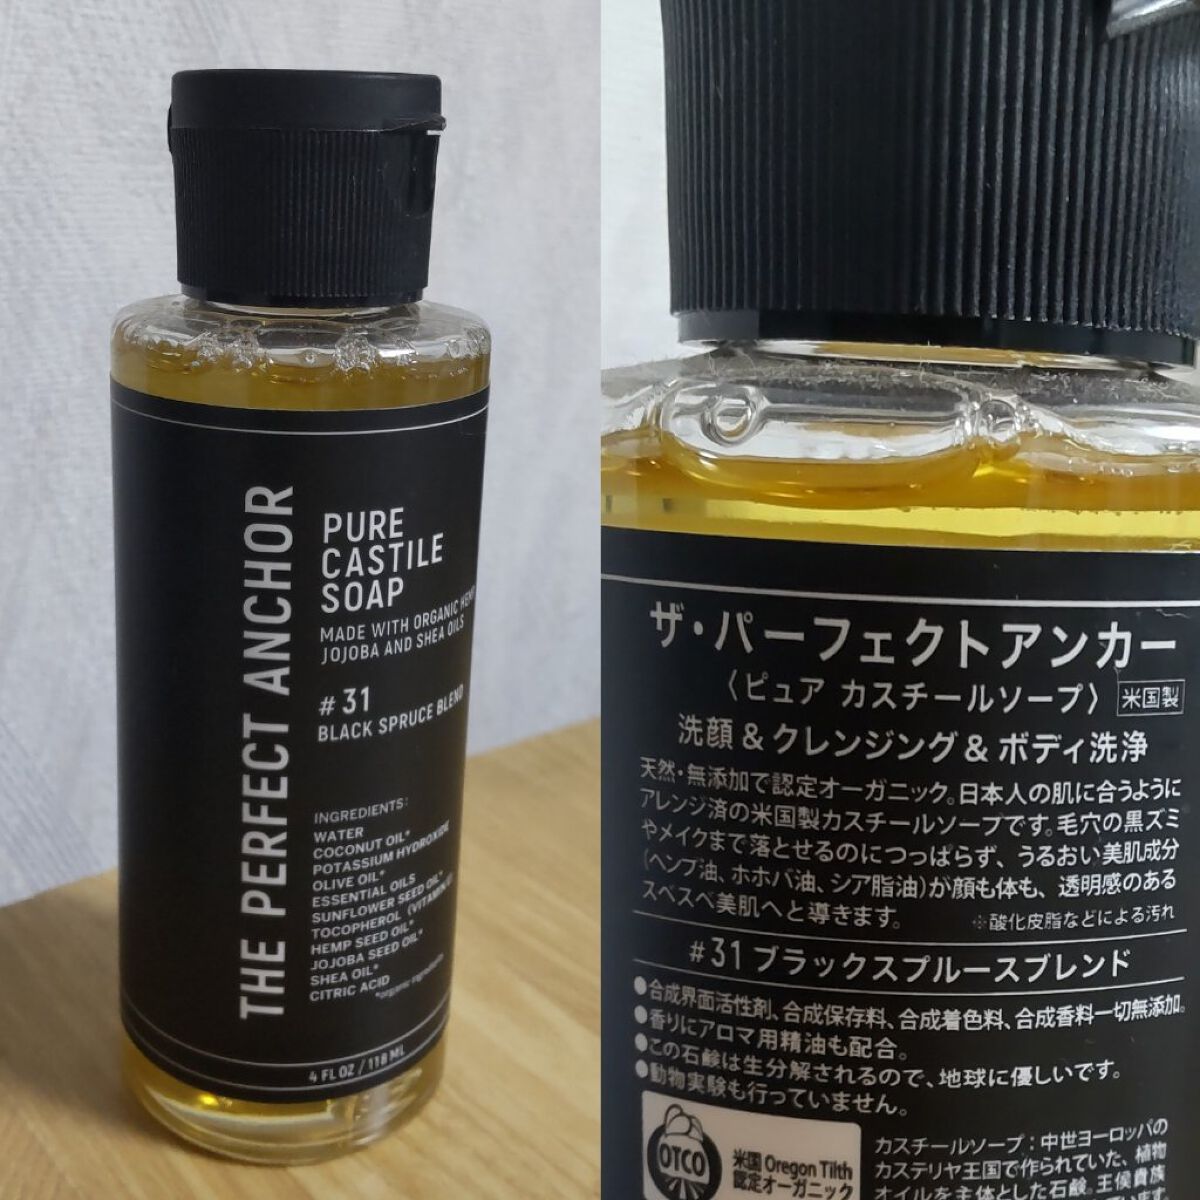 THE PERFECT ANCHOR
PURE
CASTILE
SOAP
MADE WITH ORGANIC HEMP
JOJOBA AND SHEA OILS
#31
BLACK SPRUCE BLEND
INGREDIENTS:
WATER
COCONUT OIL*
POTASSIUM HYDROXIDE
OLIVE OIL*
ESSENTIAL OILS
SUNFLOWER SEED OIL*
TOCOPHEROL (VITAMIN E)
HEMP SEED OIL*
JOJOBA SEED OIL*
SHEA OIL*
CITRIC ACID
*organic ingredients
4 FL OZ / 118 ML
ザ・パーフェクトアンカー
〈ピュア カスチールソープ〉 米国製
洗顔 & クレンジング & ボディ洗浄
天然・無添加で認定オーガニック。日本人の肌に合うように
アレンジ済の米国製カスチールソープです。毛穴の黒ズミ
やメイクまで落とせるのにつっぱらず、うるおい美肌成分
(ヘンプ油、ホホバ油、シア脂油)が顔も体も、透明感のある
スベスベ美肌へと導きます。 ※酸化皮脂などによる汚れ
#31 ブラックスプルースブレンド
●合成界面活性剤、合成保存料、合成着色料、合成香料一切無添加。
●香りにアロマ用精油も配合。
●この石鹸は生分解されるので、地球に優しいです。
●動物実験も行っていません。
OTCO
米国 Oregon Tilth
認定オーガニック
カスチールソープ：中世ヨーロッパの
カステリヤ王国で作られていた、植物
オイルを主体とした石鹸。王侯貴族